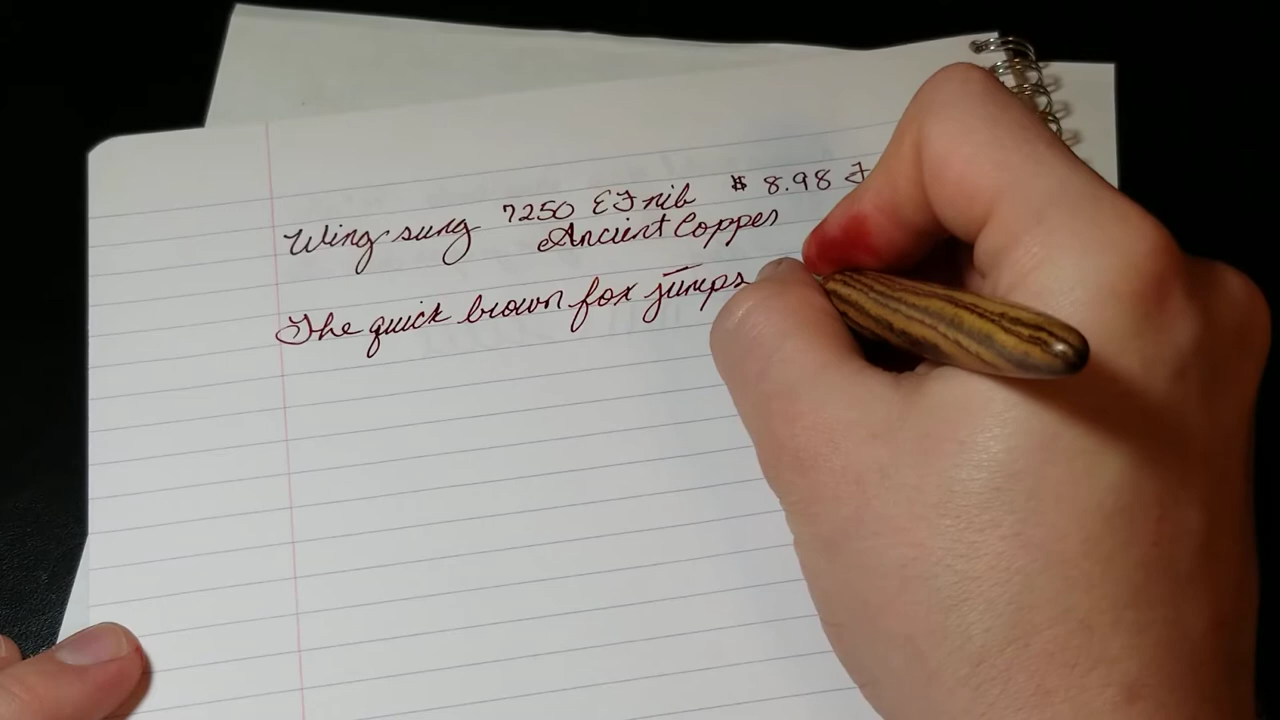 Wing sung 7250 EF nib $8.98
Ancient Copper
The quick brown fox jumps